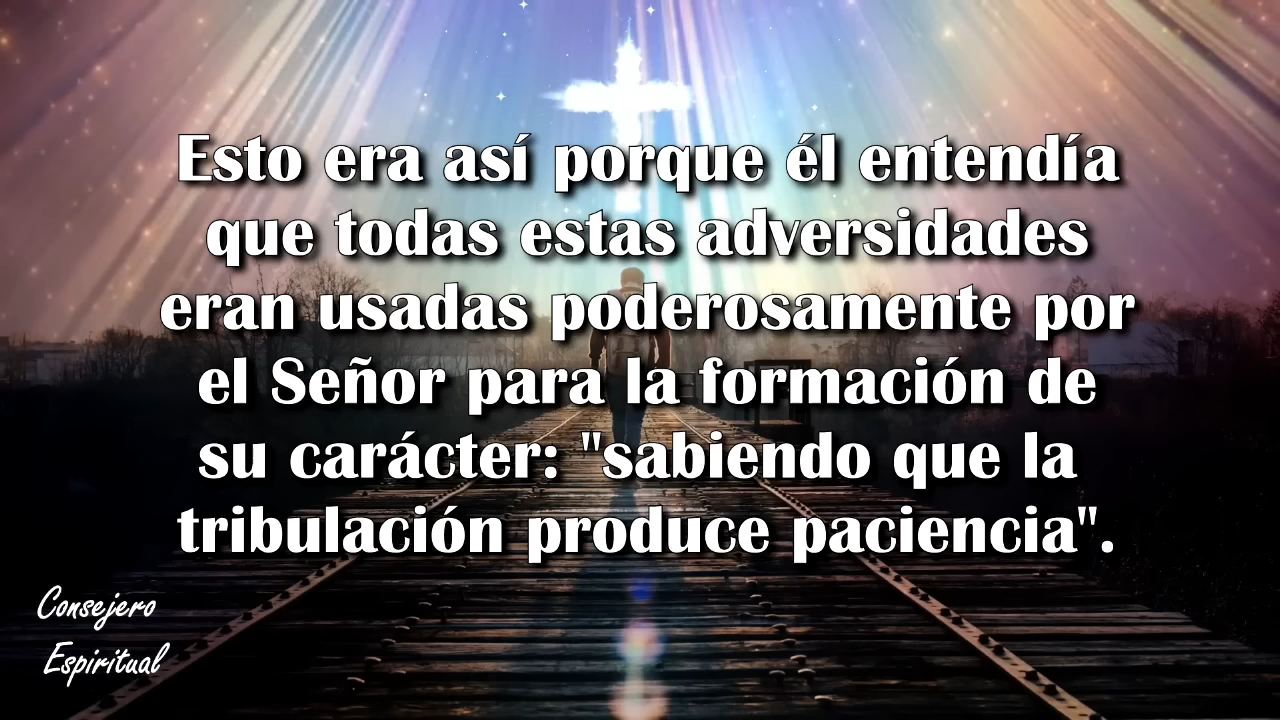 Esto era así porque él entendía
que todas estas adversidades
eran usadas poderosamente por
el Señor para la formación de
su carácter: "sabiendo que la
tribulación produce paciencia".
Consejero
Espiritual